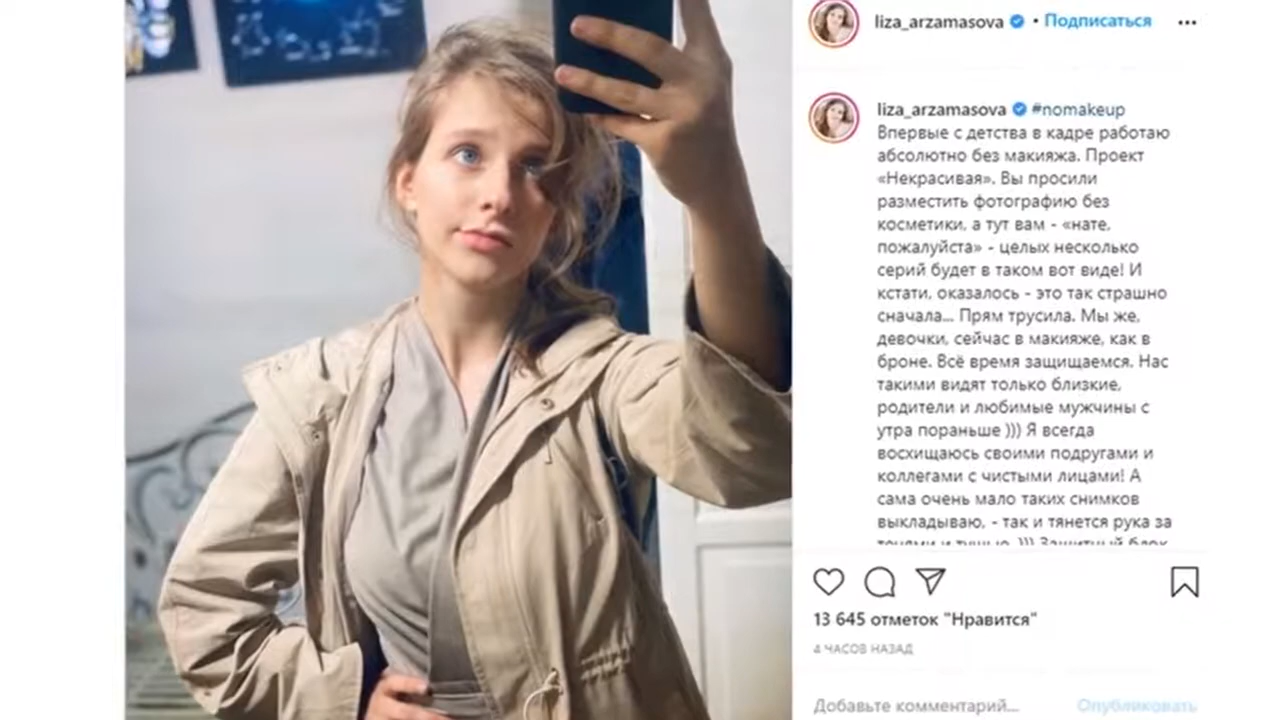 liza_arzamasova • Подписаться
liza_arzamasova #nomakeup
Впервые с детства в кадре работаю
абсолютно без макияжа. Проект
«Некрасивая». Вы просили
разместить фотографию без
косметики, а тут вам - «нате,
пожалуйста» - целых несколько
серий будет в таком вот виде! И
кстати, оказалось - это так страшно
сначала... Прям трусила. Мы же,
девочки, сейчас в макияже, как в
броне. Всё время защищаемся. Нас
такими видят только близкие,
родители и любимые мужчины с
утра пораньше ))) Я всегда
восхищаюсь своими подругами и
коллегами с чистыми лицами! А
сама очень мало таких снимков
выкладываю, - так и тянется рука за
тенями и тушью. ))) Защитный блок
13 645 отметок "Нравится"
4 ЧАСОВ НАЗАД
Добавьте комментарий... Опубликовать